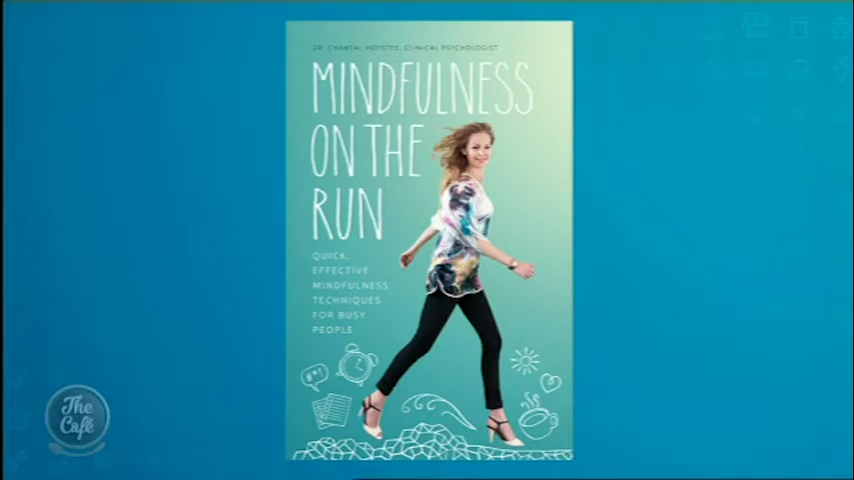 DR. CHANTAL HOFSTEE, CLINICAL PSYCHOLOGIST
MINDFULNESS
ON THE
RUN
QUICK,
EFFECTIVE
MINDFULNESS
TECHNIQUES
FOR BUSY
PEOPLE
The
Café